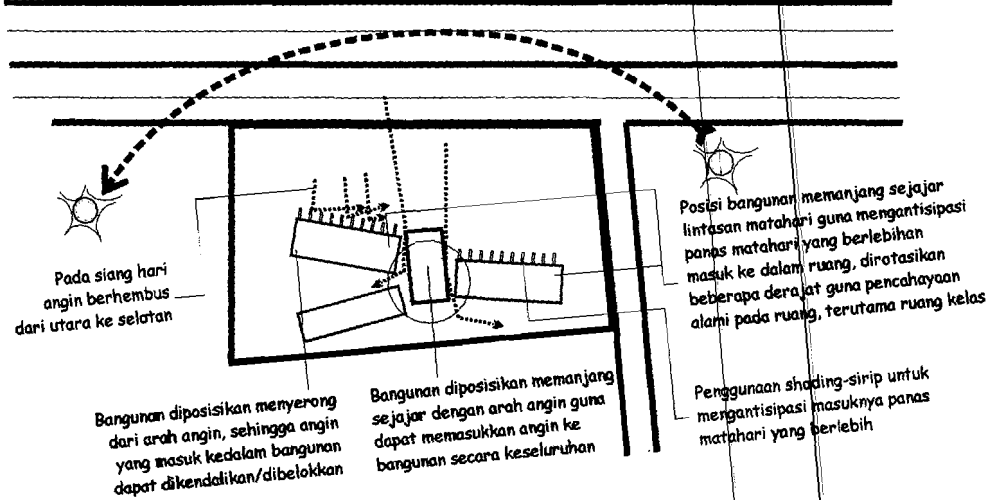 Pada siang hari
angin berhembus
dari utara ke selatan
Posisi bangunan memanjang sejajar
lintasan matahari guna mengantisipasi
panas matahari yang berlebihan
masuk ke dalam ruang, dirotasikan
beberapa derajat guna pencahayaan
alami pada ruang, terutama ruang kelas
Bangunan diposisikan menyerong
dari arah angin, sehingga angin
yang masuk kedalam bangunan
dapat dikendalikan/dibelokkan
Bangunan diposisikan memanjang
sejajar dengan arah angin guna
dapat memasukkan angin ke
bangunan secara keseluruhan
Penggunaan shading-sirip untuk
mengantisipasi masuknya panas
matahari yang berlebih